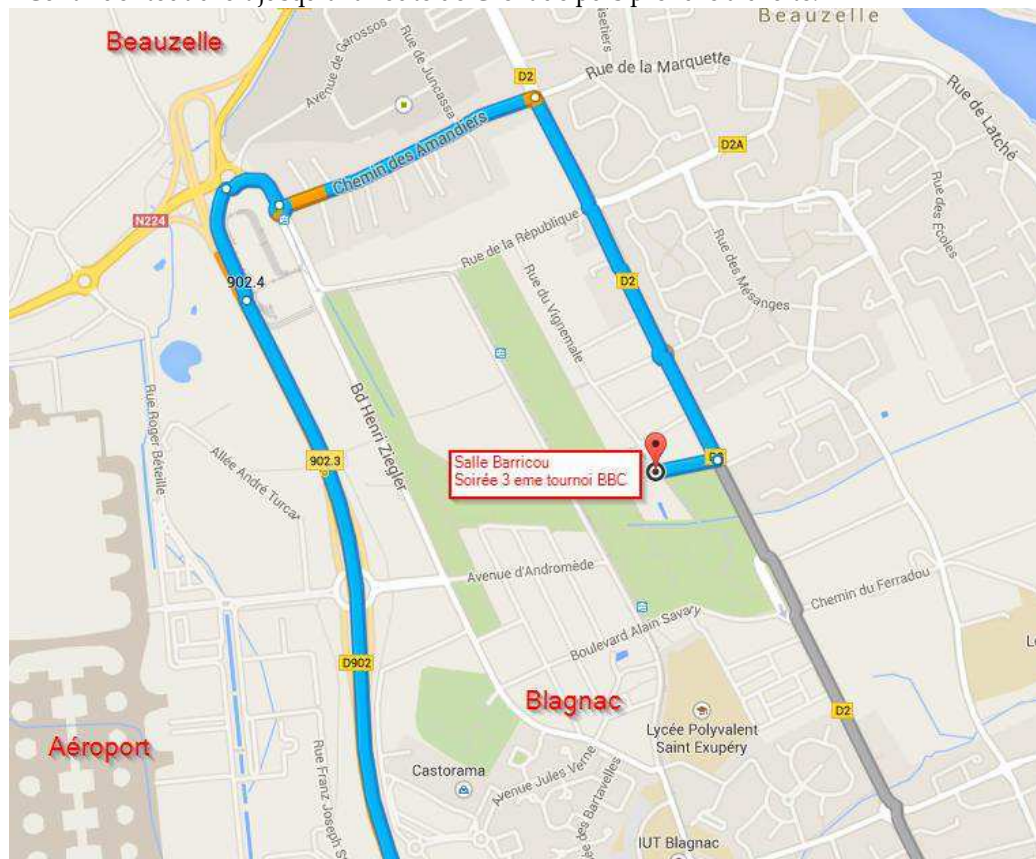 Beauzelle
Beauzelle
Avenue de Garossos
Rue de Juncassa
D2
Rue de la Marquette
Rue de Latché
Chemin des Amandiers
D2A
Rue des Ecoles
N224
Rue de la République
902.4
D2
Rue des Mésanges
Rue du Vignemale
Rue Roger Béteille
Bd Henri Ziegler
Allée André Turcat
902.3
Salle Barricou
Soirée 3 eme tournoi BBC
Avenue d'Andromède
Chemin du Ferradou
Boulevard Alain Savary
D902
Blagnac
D2
Lycée Polyvalent
Saint Exupéry
Aéroport
Castorama
Avenue Jules Verne
IUT Blagnac